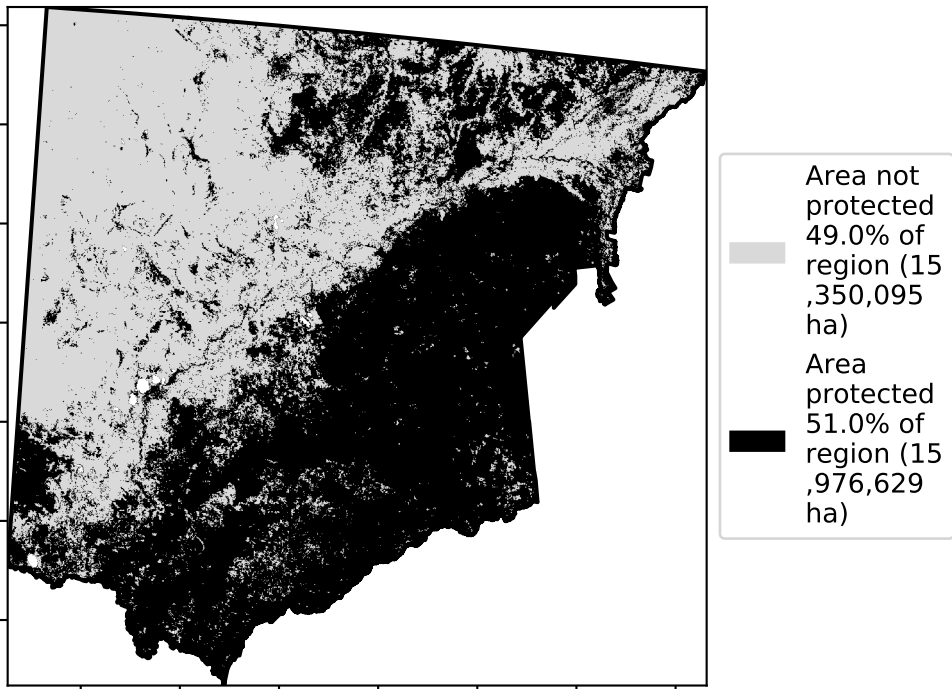 Area not
protected
49.0% of
region (15
,350,095
ha)
Area
protected
51.0% of
region (15
,976,629
ha)